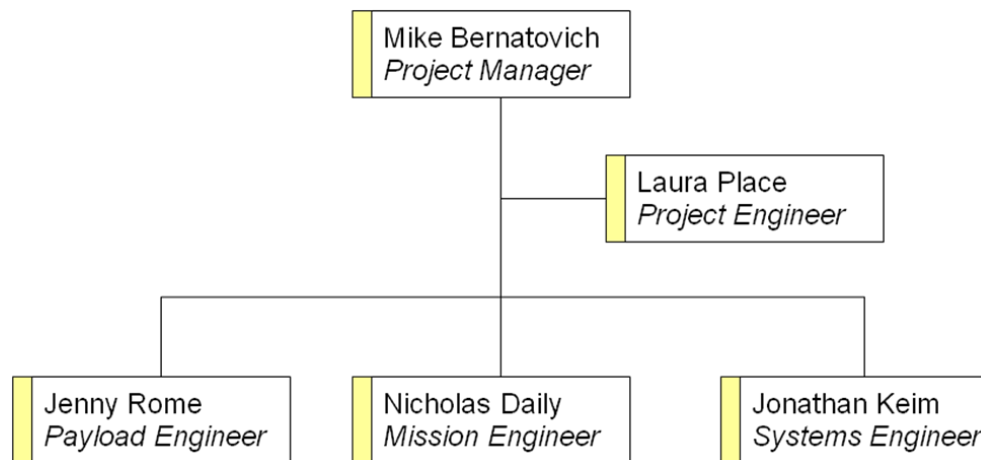 Mike Bernatovich
Project Manager
Laura Place
Project Engineer
Jenny Rome
Payload Engineer
Nicholas Daily
Mission Engineer
Jonathan Keim
Systems Engineer